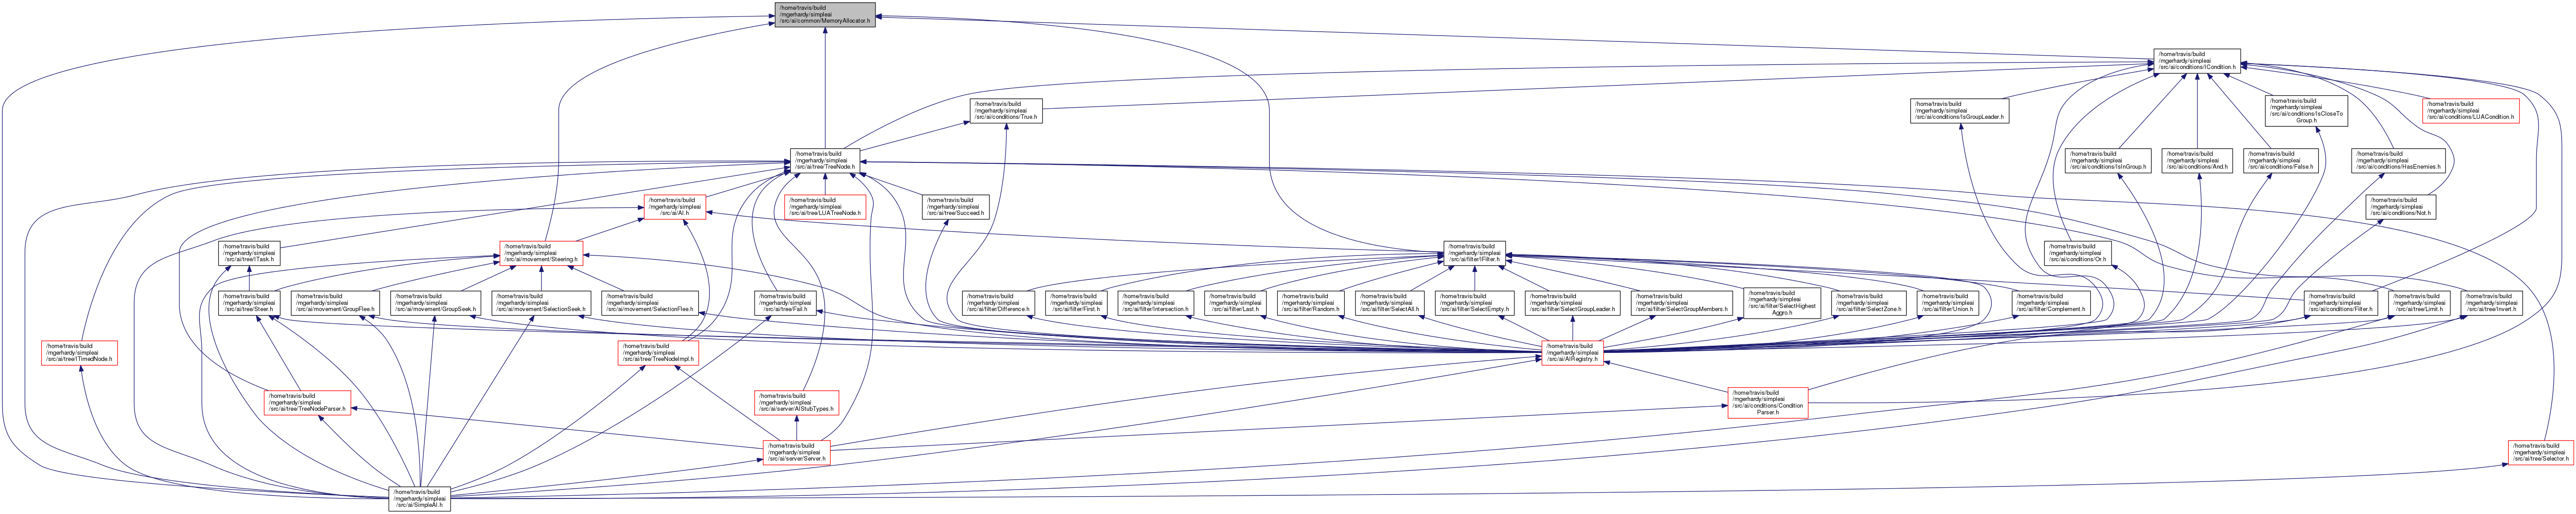 /home/travis/build
/mgerhardy/simpleai
/src/ai/common/MemoryAllocator.h
/home/travis/build
/mgerhardy/simpleai
/src/ai/conditions/ICondition.h
/home/travis/build
/mgerhardy/simpleai
/src/ai/conditions/True.h
/home/travis/build
/mgerhardy/simpleai
/src/ai/conditions/IsGroupLeader.h
/home/travis/build
/mgerhardy/simpleai
/src/ai/conditions/IsCloseTo
Group.h
/home/travis/build
/mgerhardy/simpleai
/src/ai/conditions/LUACondition.h
/home/travis/build
/mgerhardy/simpleai
/src/ai/tree/TreeNode.h
/home/travis/build
/mgerhardy/simpleai
/src/ai/conditions/IsInGroup.h
/home/travis/build
/mgerhardy/simpleai
/src/ai/conditions/And.h
/home/travis/build
/mgerhardy/simpleai
/src/ai/conditions/False.h
/home/travis/build
/mgerhardy/simpleai
/src/ai/conditions/HasEnemies.h
/home/travis/build
/mgerhardy/simpleai
/src/ai/AI.h
/home/travis/build
/mgerhardy/simpleai
/src/ai/tree/LUATreeNode.h
/home/travis/build
/mgerhardy/simpleai
/src/ai/tree/Succeed.h
/home/travis/build
/mgerhardy/simpleai
/src/ai/conditions/Not.h
/home/travis/build
/mgerhardy/simpleai
/src/ai/tree/ITask.h
/home/travis/build
/mgerhardy/simpleai
/src/ai/movement/Steering.h
/home/travis/build
/mgerhardy/simpleai
/src/ai/filter/IFilter.h
/home/travis/build
/mgerhardy/simpleai
/src/ai/conditions/Or.h
/home/travis/build
/mgerhardy/simpleai
/src/ai/tree/Steer.h
/home/travis/build
/mgerhardy/simpleai
/src/ai/movement/GroupFlee.h
/home/travis/build
/mgerhardy/simpleai
/src/ai/movement/GroupSeek.h
/home/travis/build
/mgerhardy/simpleai
/src/ai/movement/SelectionSeek.h
/home/travis/build
/mgerhardy/simpleai
/src/ai/movement/SelectionFlee.h
/home/travis/build
/mgerhardy/simpleai
/src/ai/tree/Fail.h
/home/travis/build
/mgerhardy/simpleai
/src/ai/filter/Difference.h
/home/travis/build
/mgerhardy/simpleai
/src/ai/filter/First.h
/home/travis/build
/mgerhardy/simpleai
/src/ai/filter/Intersection.h
/home/travis/build
/mgerhardy/simpleai
/src/ai/filter/Last.h
/home/travis/build
/mgerhardy/simpleai
/src/ai/filter/Random.h
/home/travis/build
/mgerhardy/simpleai
/src/ai/filter/SelectAll.h
/home/travis/build
/mgerhardy/simpleai
/src/ai/filter/SelectEmpty.h
/home/travis/build
/mgerhardy/simpleai
/src/ai/filter/SelectGroupLeader.h
/home/travis/build
/mgerhardy/simpleai
/src/ai/filter/SelectGroupMembers.h
/home/travis/build
/mgerhardy/simpleai
/src/ai/filter/SelectHighest
Aggro.h
/home/travis/build
/mgerhardy/simpleai
/src/ai/filter/SelectZone.h
/home/travis/build
/mgerhardy/simpleai
/src/ai/filter/Union.h
/home/travis/build
/mgerhardy/simpleai
/src/ai/filter/Complement.h
/home/travis/build
/mgerhardy/simpleai
/src/ai/conditions/Filter.h
/home/travis/build
/mgerhardy/simpleai
/src/ai/tree/Limit.h
/home/travis/build
/mgerhardy/simpleai
/src/ai/tree/Invert.h
/home/travis/build
/mgerhardy/simpleai
/src/ai/tree/ITimedNode.h
/home/travis/build
/mgerhardy/simpleai
/src/ai/tree/TreeNodeImpl.h
/home/travis/build
/mgerhardy/simpleai
/src/ai/AIRegistry.h
/home/travis/build
/mgerhardy/simpleai
/src/ai/tree/TreeNodeParser.h
/home/travis/build
/mgerhardy/simpleai
/src/ai/server/AIStubTypes.h
/home/travis/build
/mgerhardy/simpleai
/src/ai/conditions/Condition
Parser.h
/home/travis/build
/mgerhardy/simpleai
/src/ai/server/Server.h
/home/travis/build
/mgerhardy/simpleai
/src/ai/tree/Selector.h
/home/travis/build
/mgerhardy/simpleai
/src/ai/SimpleAI.h